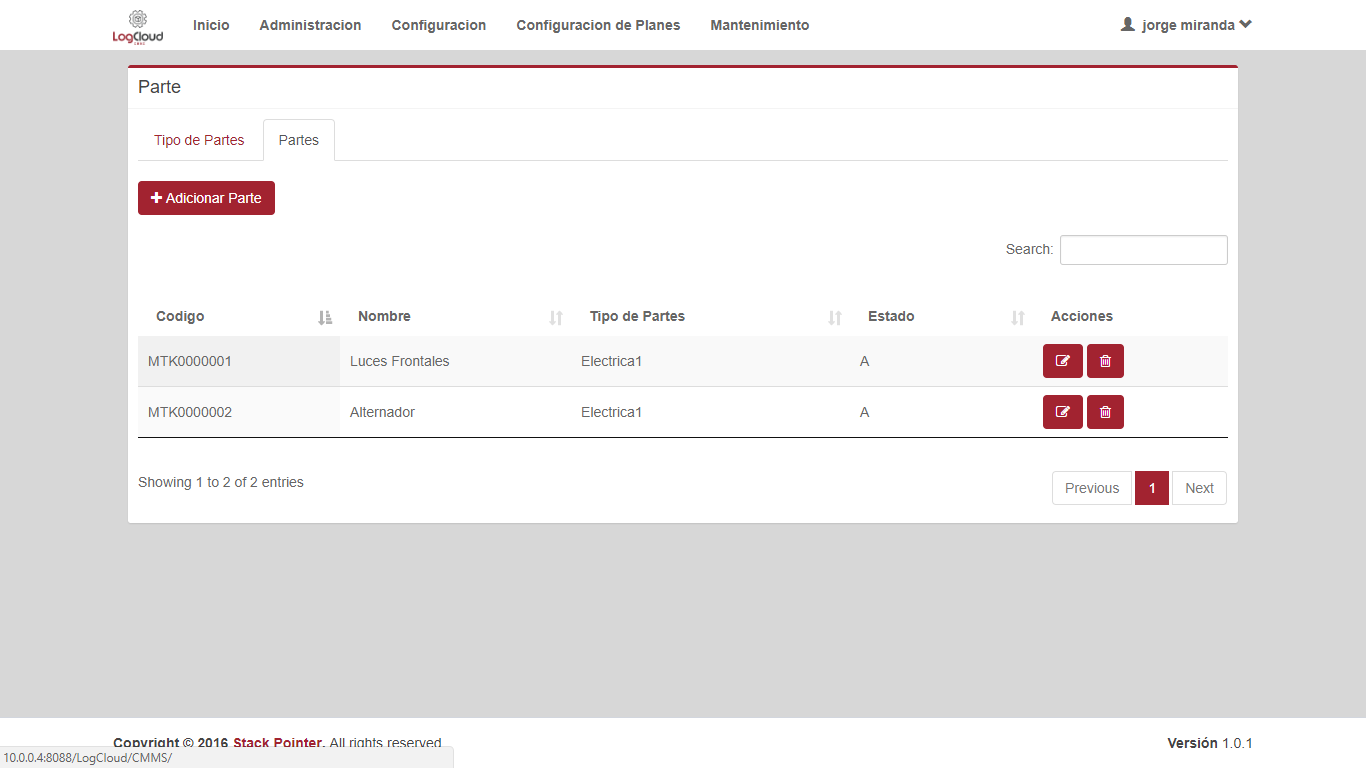 LogCloud
CMMS
Inicio Administracion Configuracion Configuracion de Planes Mantenimiento jorge miranda
Parte
Tipo de Partes Partes
Adicionar Parte
Search:
Codigo Nombre Tipo de Partes Estado Acciones
MTK0000001 Luces Frontales Electrica1 A
MTK0000002 Alternador Electrica1 A
Showing 1 to 2 of 2 entries Previous 1 Next
Copyright © 2016 Stack Pointer. All rights reserved. Versión 1.0.1
10.0.0.4:8088/LogCloud/CMMS/